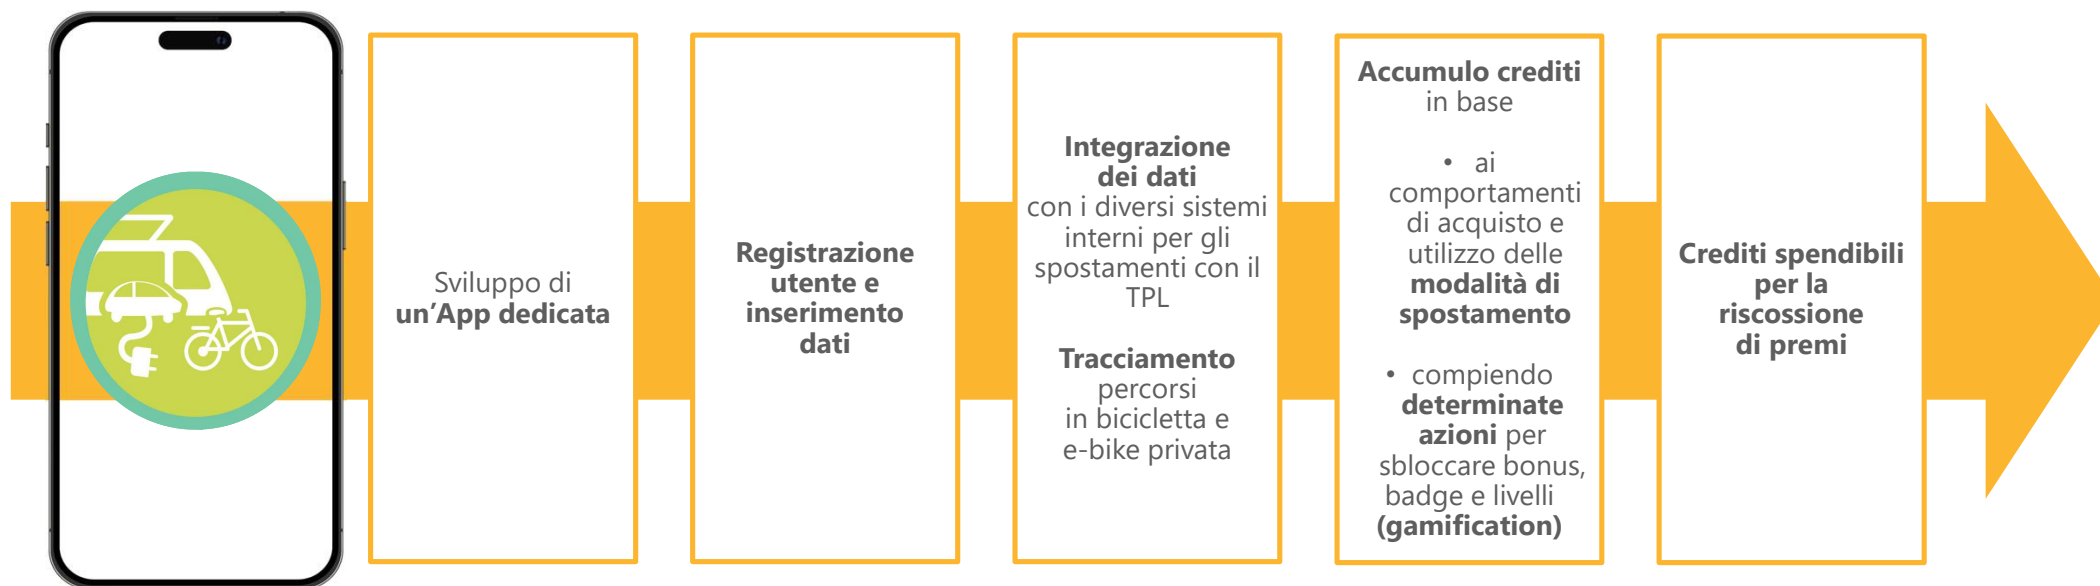 Sviluppo di
un’App dedicata
Registrazione
utente e
inserimento
dati
Integrazione
dei dati
con i diversi sistemi
interni per gli
spostamenti con il
TPL
Tracciamento
percorsi
in bicicletta e
e-bike privata
Accumulo crediti
in base
• ai
comportamenti
di acquisto e
utilizzo delle
modalità di
spostamento
• compiendo
determinate
azioni per
sbloccare bonus,
badge e livelli
(gamification)
Crediti spendibili
per la
riscossione
di premi